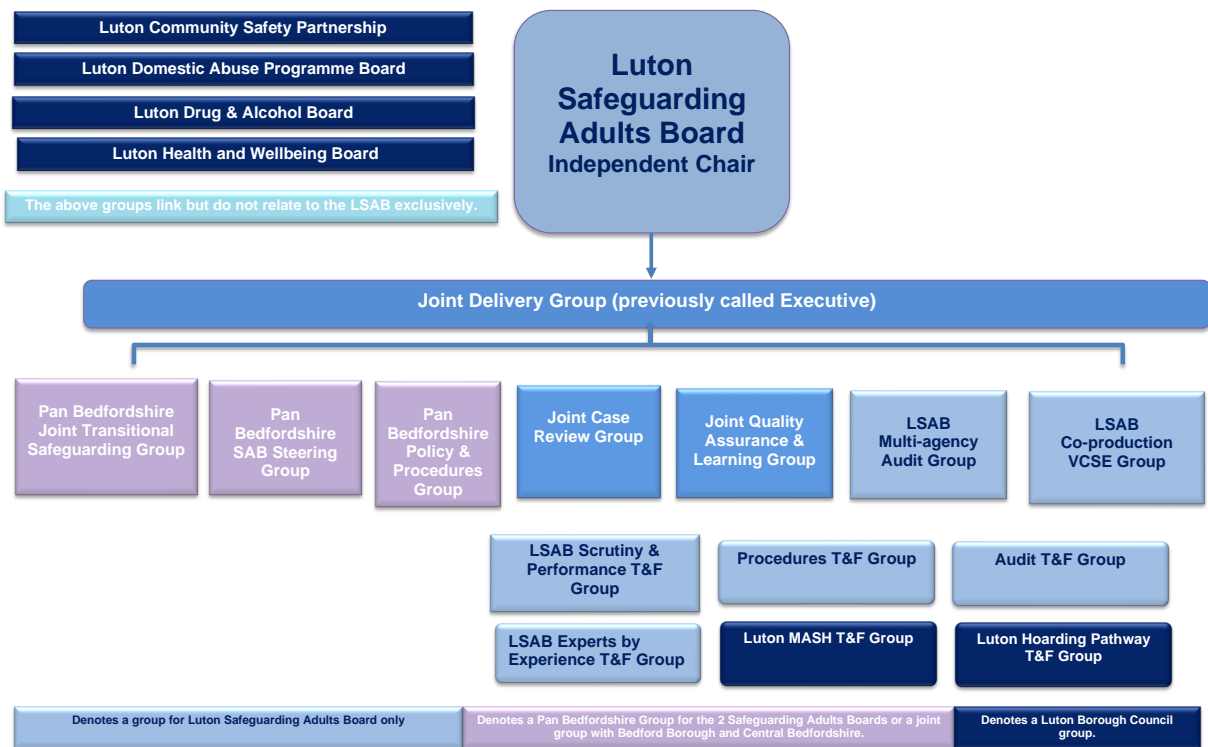 Luton Community Safety Partnership
Luton Domestic Abuse Programme Board
Luton Drug & Alcohol Board
Luton Health and Wellbeing Board
The above groups link but do not relate to the LSAB exclusively.
Luton
Safeguarding
Adults Board
Independent Chair
Joint Delivery Group (previously called Executive)
Pan Bedfordshire
Joint Transitional
Safeguarding Group
Pan
Bedfordshire
SAB Steering
Group
Pan
Bedfordshire
Policy &
Procedures
Group
Joint Case
Review Group
Joint Quality
Assurance &
Learning Group
LSAB
Multi-agency
Audit Group
LSAB
Co-production
VCSE Group
LSAB Scrutiny &
Performance T&F
Group
Procedures T&F Group
Audit T&F Group
LSAB Experts by
Experience T&F Group
Luton MASH T&F Group
Luton Hoarding Pathway
T&F Group
Denotes a group for Luton Safeguarding Adults Board only
Denotes a Pan Bedfordshire Group for the 2 Safeguarding Adults Boards or a joint
group with Bedford Borough and Central Bedfordshire.
Denotes a Luton Borough Council
group.